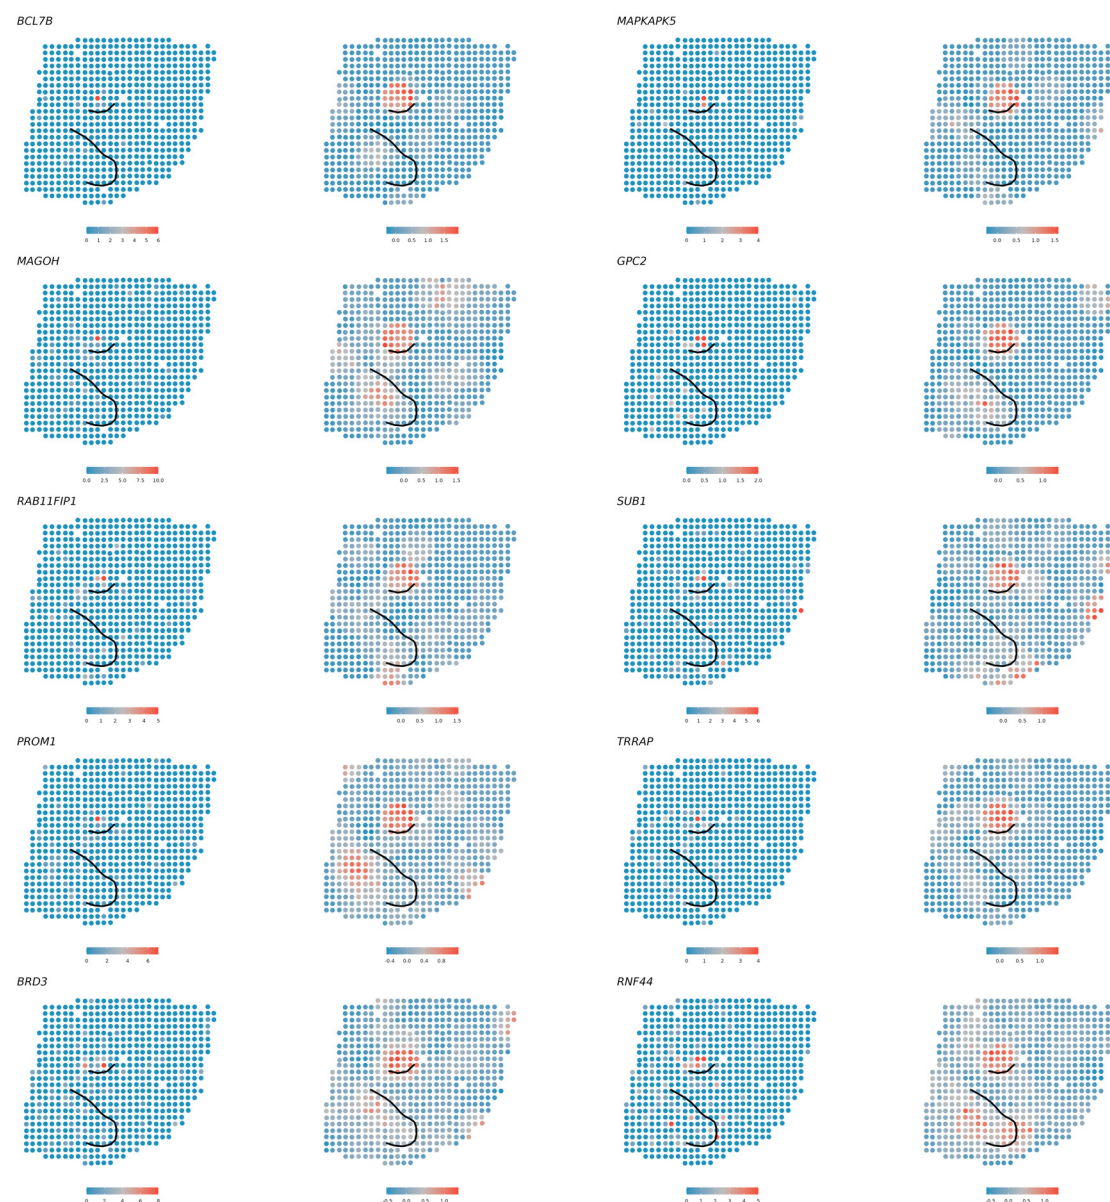 BCL7B MAPKAPK5
0 1 2 3 4 5 6 0.0 0.5 1.0 1.5 0 1 2 3 4 0.0 0.5 1.0 1.5
MAGOH GPC2
0.0 2.5 5.0 7.5 10.0 0.0 0.5 1.0 1.5 0.0 0.5 1.0 1.5 2.0 0.0 0.5 1.0
RAB11FIP1 SUB1
0 1 2 3 4 5 0.0 0.5 1.0 1.5 0 1 2 3 4 5 6 0.0 0.5 1.0
PROM1 TRRAP
0 2 4 6 -0.4 0.0 0.4 0.8 0 1 2 3 4 0.0 0.5 1.0
BRD3 RNF44
0 2 4 6 8 -0.5 0.0 0.5 1.0 0 1 2 3 4 5 -0.5 0.0 0.5 1.0